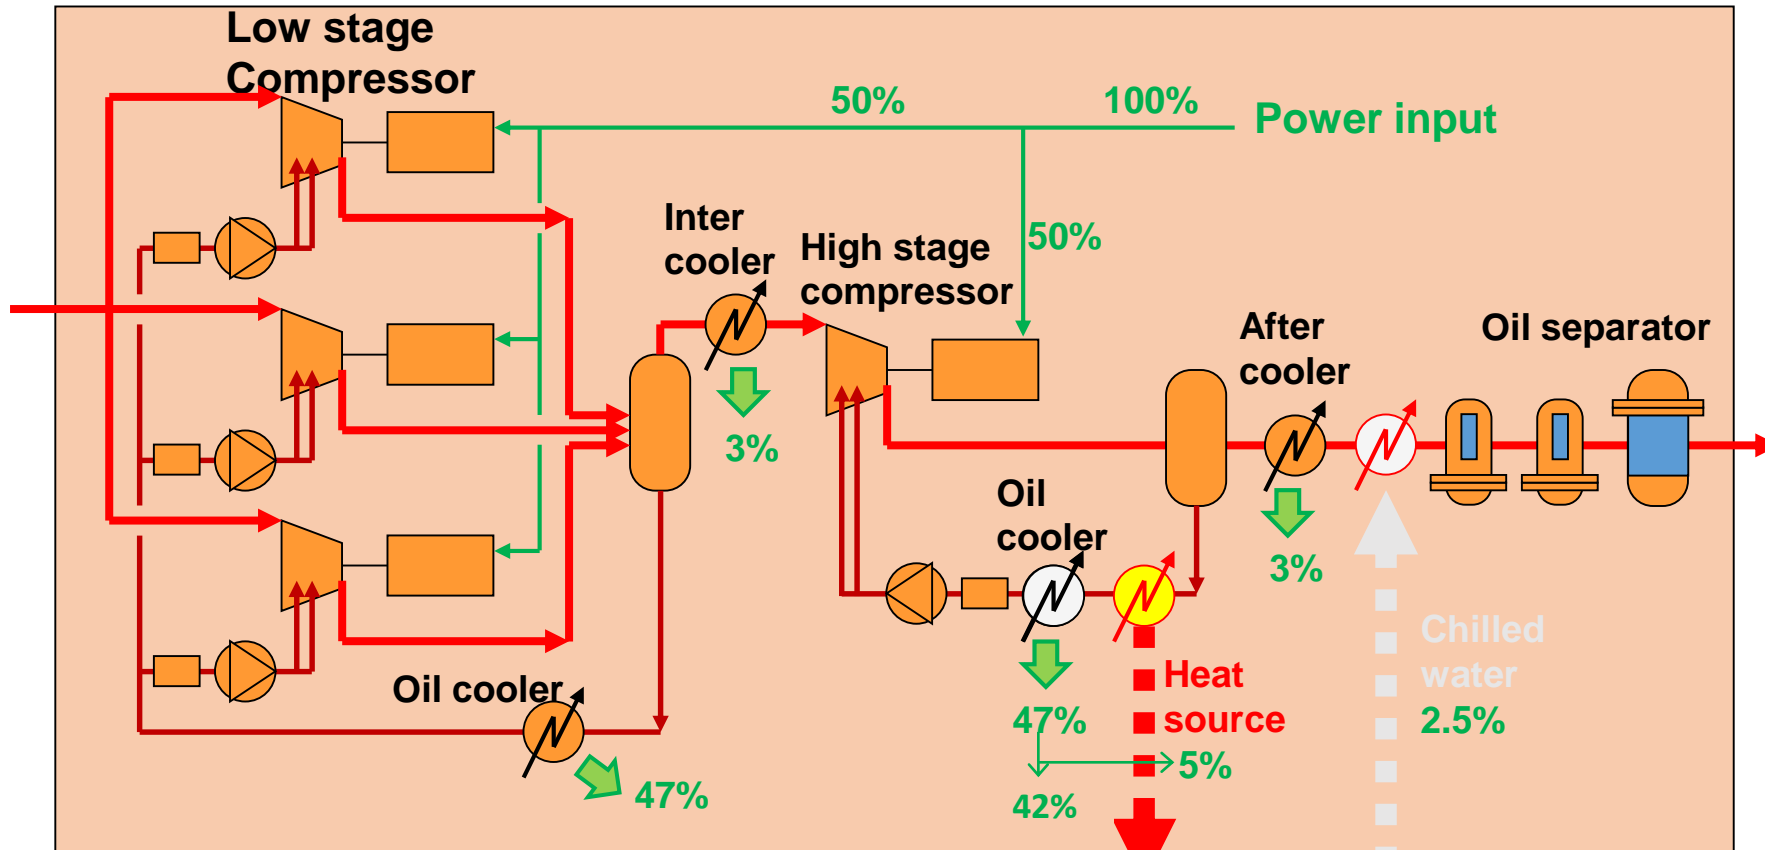 Low stage
Compressor
50%
100%
Power input
Inter
cooler
High stage
compressor
50%
After
cooler
Oil separator
3%
Oil
cooler
3%
Chilled
water
2.5%
Heat
source
Oil cooler
47%
5%
47%
42%